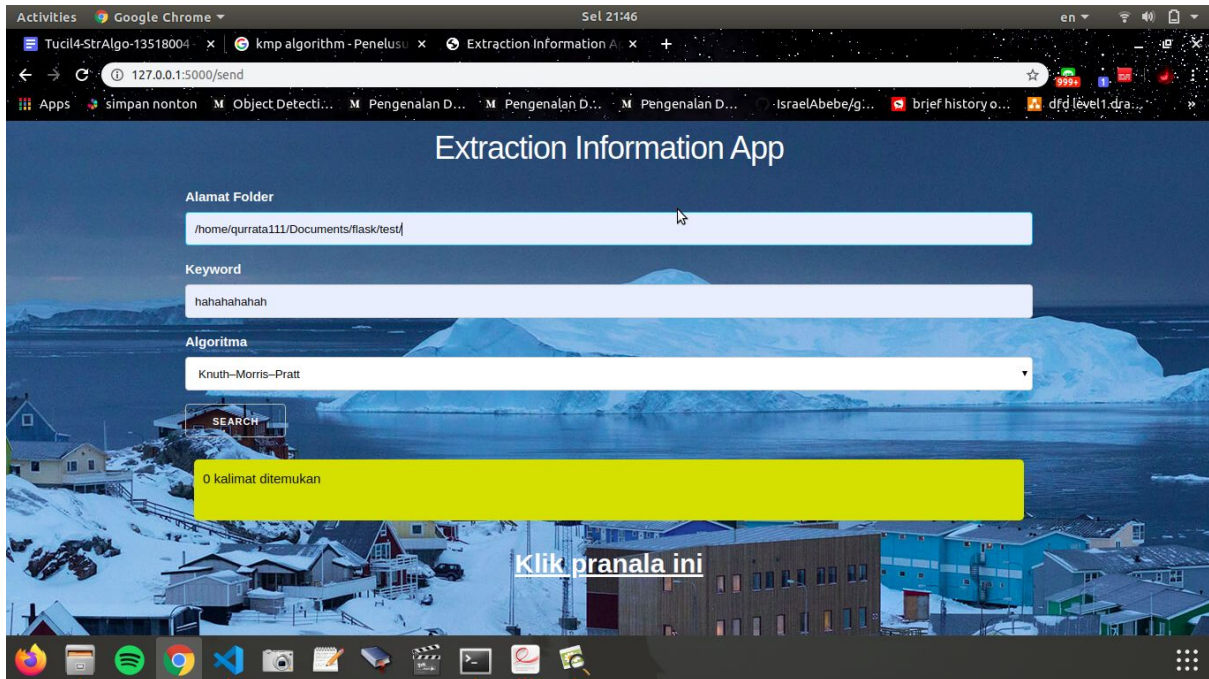 Activities Google Chrome Sel 21:46 en
Tucil4-StrAlgo-13518004- kmp algorithm - Penelusu Extraction Information A
127.0.0.1:5000/send
999+ 1
Apps simpan nonton Object Detecti... Pengenalan D... Pengenalan D... Pengenalan D... IsraelAbebe/g... brief history o... dfd level1.dra... »
Extraction Information App
Alamat Folder
/home/qurrata111/Documents/flask/test/
Keyword
hahahahahah
Algoritma
Knuth–Morris–Pratt
SEARCH
0 kalimat ditemukan
Klik pranala ini